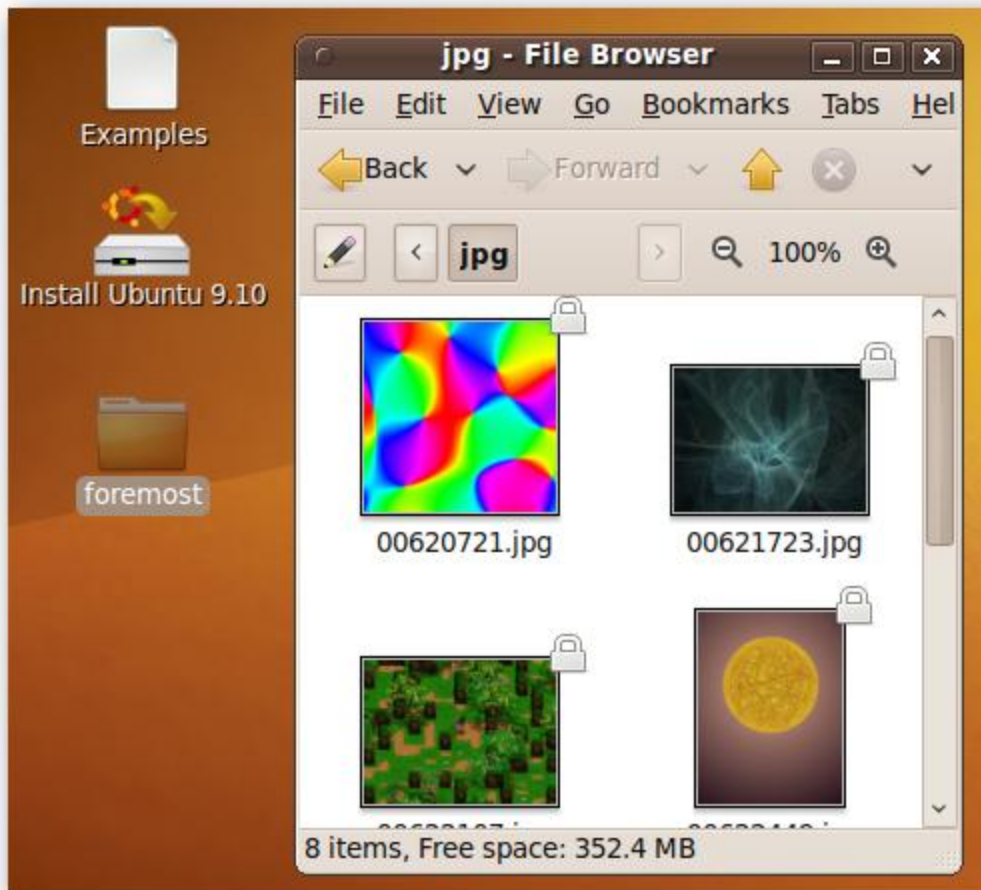 Examples
Install Ubuntu 9.10
foremost
jpg - File Browser
File Edit View Go Bookmarks Tabs Hel
Back Forward
jpg 100%
00620721.jpg 00621723.jpg
8 items, Free space: 352.4 MB